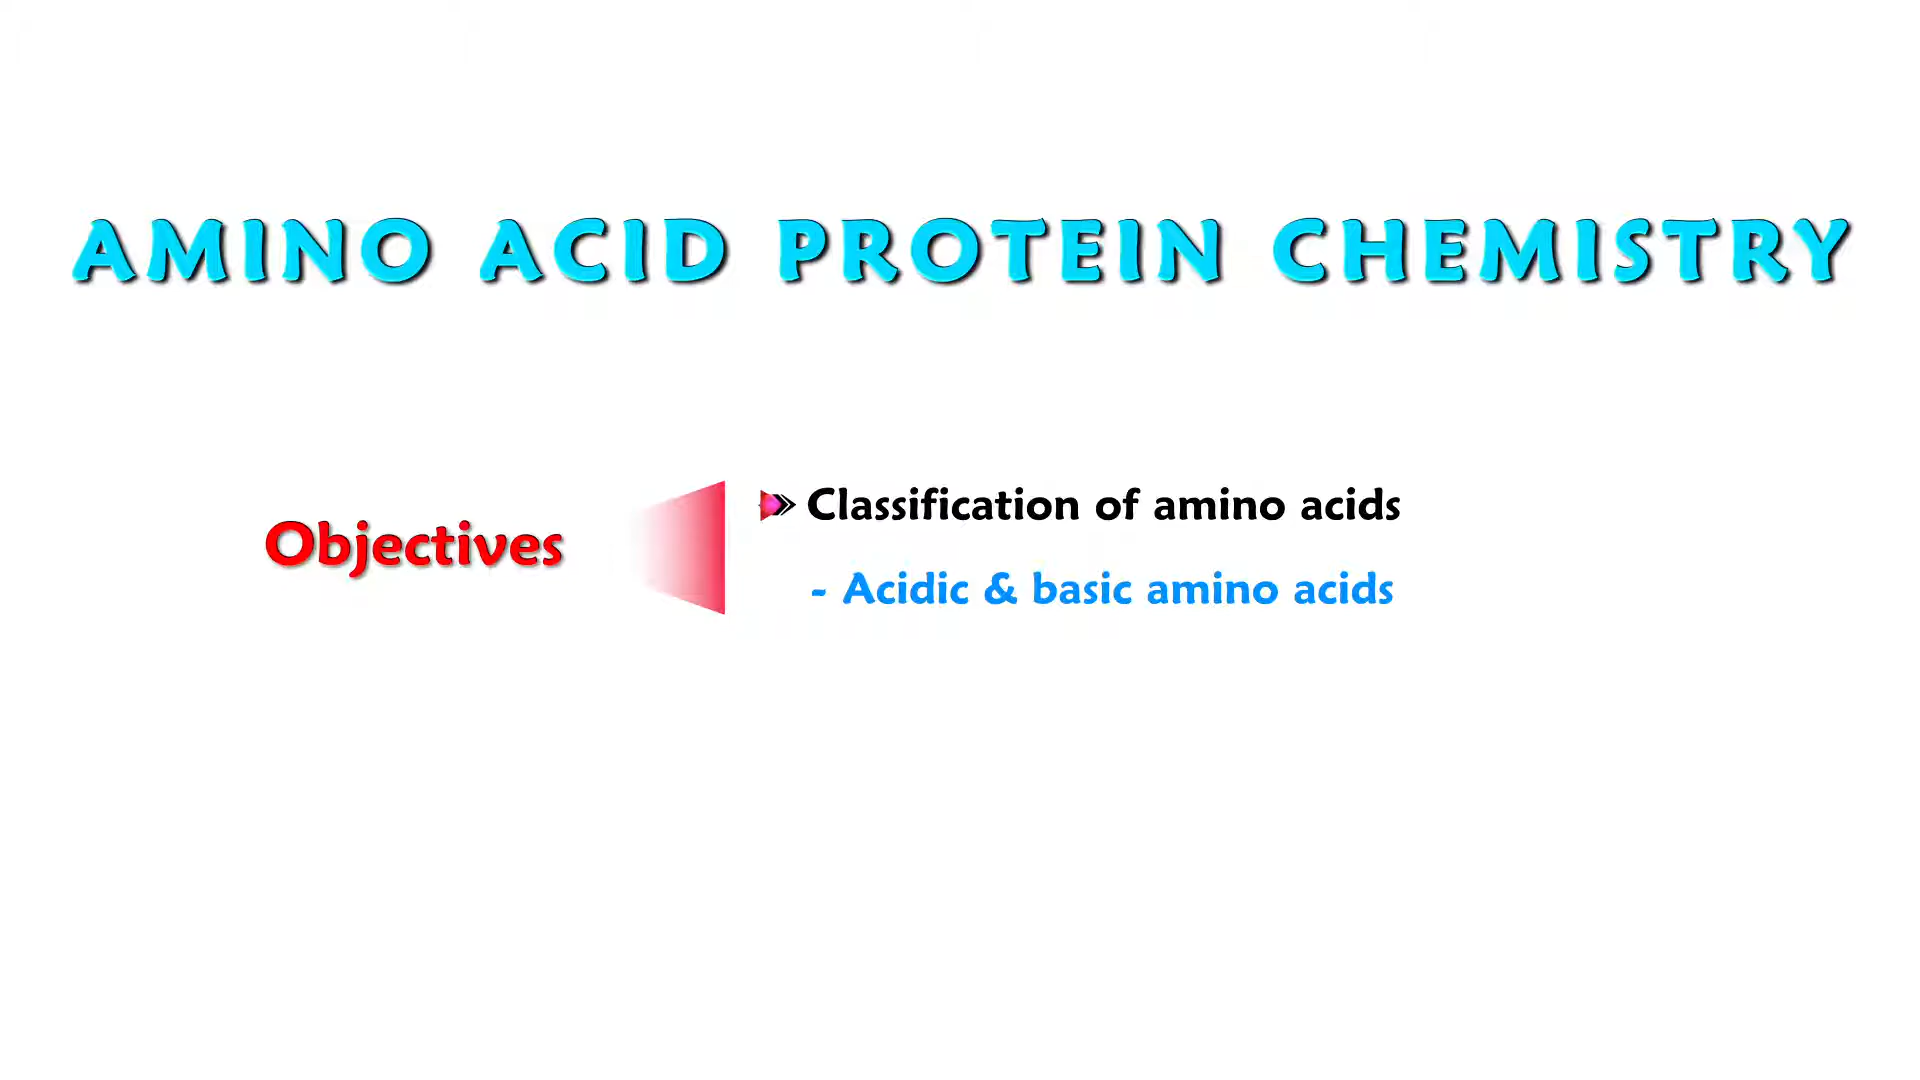 AMINO ACID PROTEIN CHEMISTRY
Objectives
Classification of amino acids
- Acidic & basic amino acids